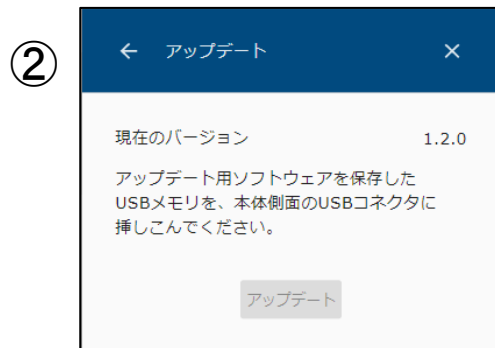 ②
← アップデート ×
現在のバージョン 1.2.0
アップデート用ソフトウェアを保存した
USBメモリを、本体側面のUSBコネクタに
挿しこんでください。
アップデート